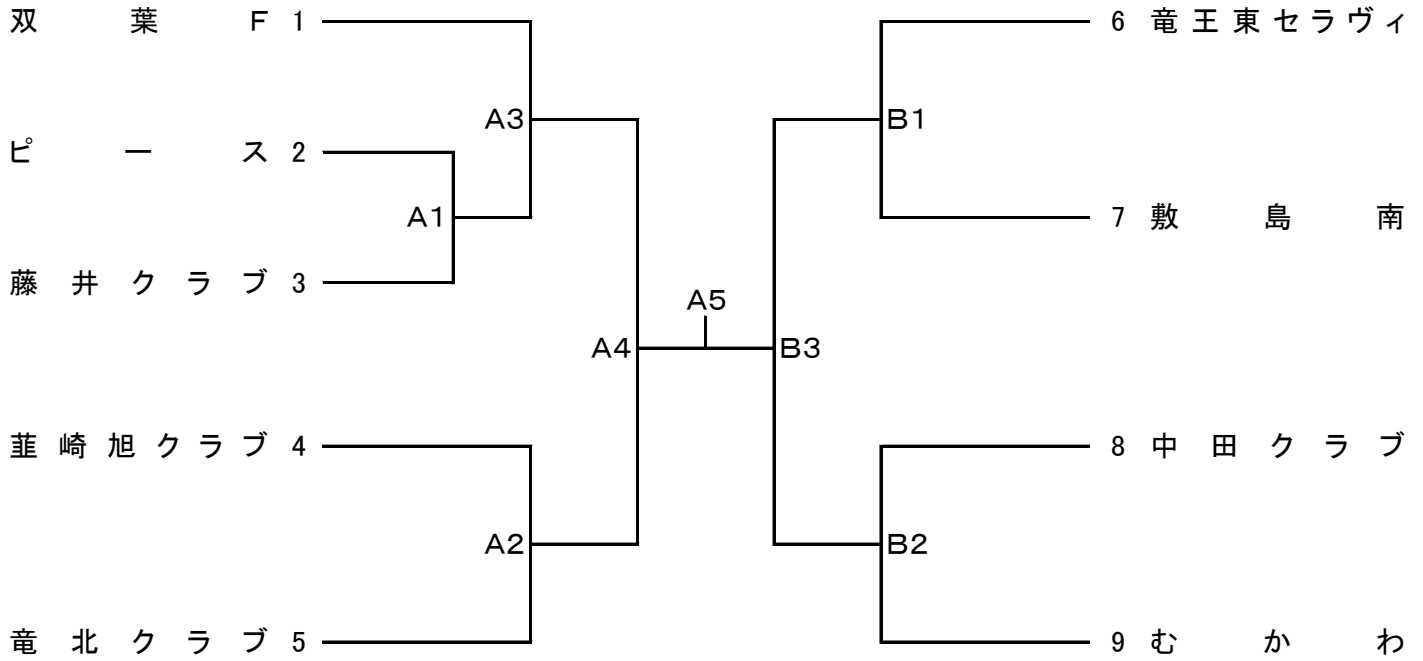 双葉F 1
6 竜王東セラヴィ
A3
B1
ピース 2
A1
7 敷島南
藤井クラブ 3
A5
A4
B3
韮崎旭クラブ 4
8 中田クラブ
A2
B2
竜北クラブ 5
9 むかわ